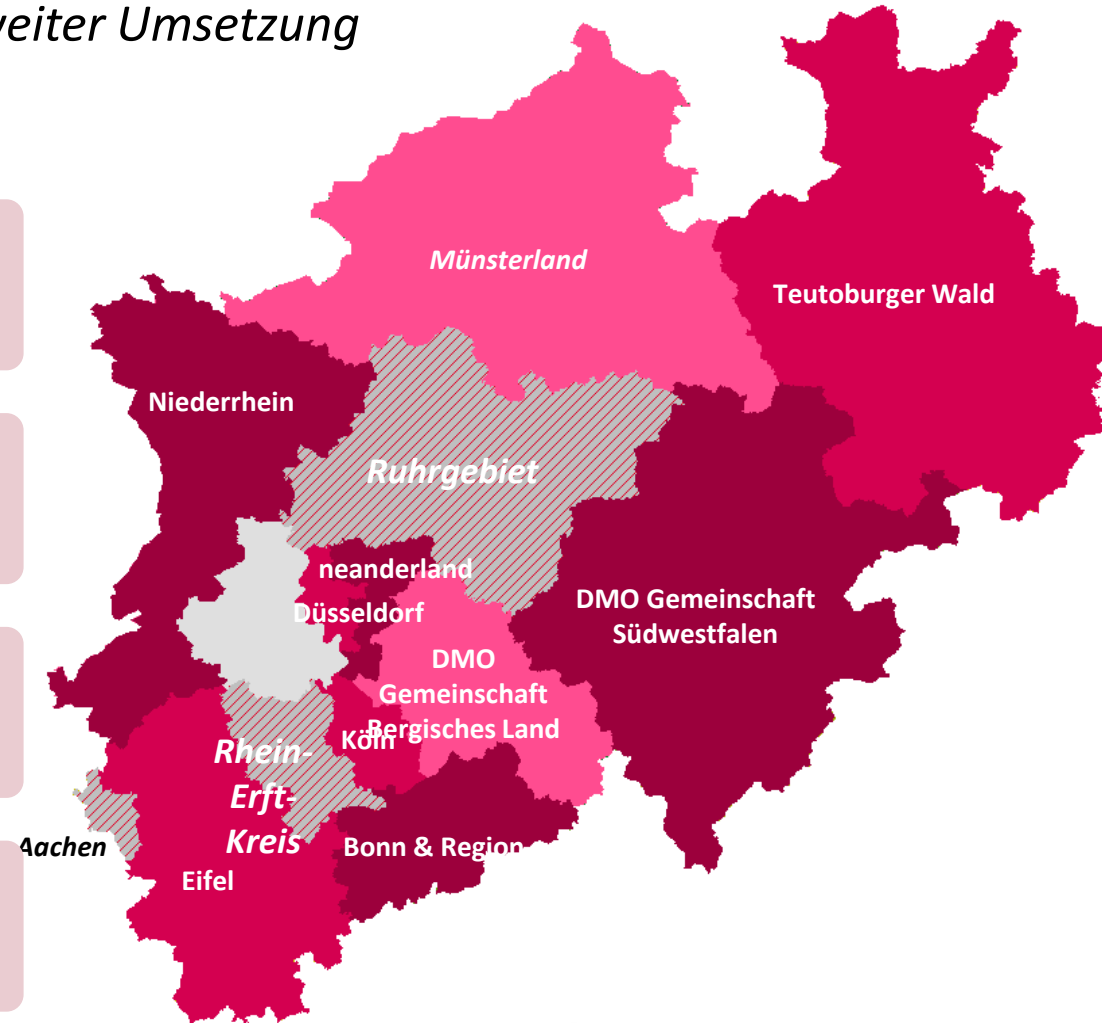 weiter Umsetzung
Münsterland
Teutoburger Wald
Niederrhein
Ruhrgebiet
neanderland
Düsseldorf
DMO Gemeinschaft
Südwestfalen
DMO
Gemeinschaft
Bergisches Land
Köln
Rhein-
Erft-
Kreis
Aachen
Bonn & Region
Eifel